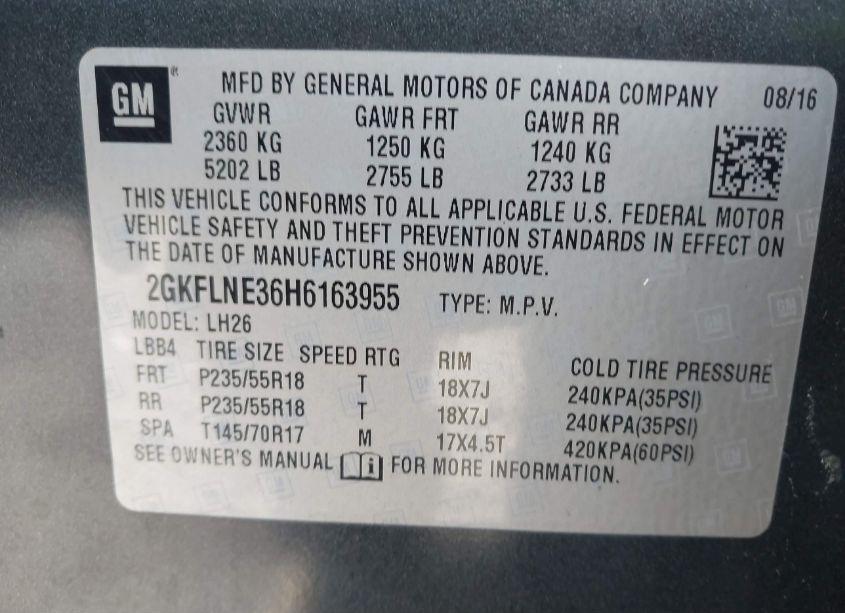 GM
MFD BY GENERAL MOTORS OF CANADA COMPANY 08/16
GVWR GAWR FRT GAWR RR
2360 KG 1250 KG 1240 KG
5202 LB 2755 LB 2733 LB
THIS VEHICLE CONFORMS TO ALL APPLICABLE U.S. FEDERAL MOTOR
VEHICLE SAFETY AND THEFT PREVENTION STANDARDS IN EFFECT ON
THE DATE OF MANUFACTURE SHOWN ABOVE.
2GKFLNE36H6163955 TYPE: M.P.V.
MODEL: LH26
LBB4 TIRE SIZE SPEED RTG RIM COLD TIRE PRESSURE
FRT P235/55R18 T 18X7J 240KPA(35PSI)
RR P235/55R18 T 18X7J 240KPA(35PSI)
SPA T145/70R17 M 17X4.5T 420KPA(60PSI)
SEE OWNER'S MANUAL i FOR MORE INFORMATION.